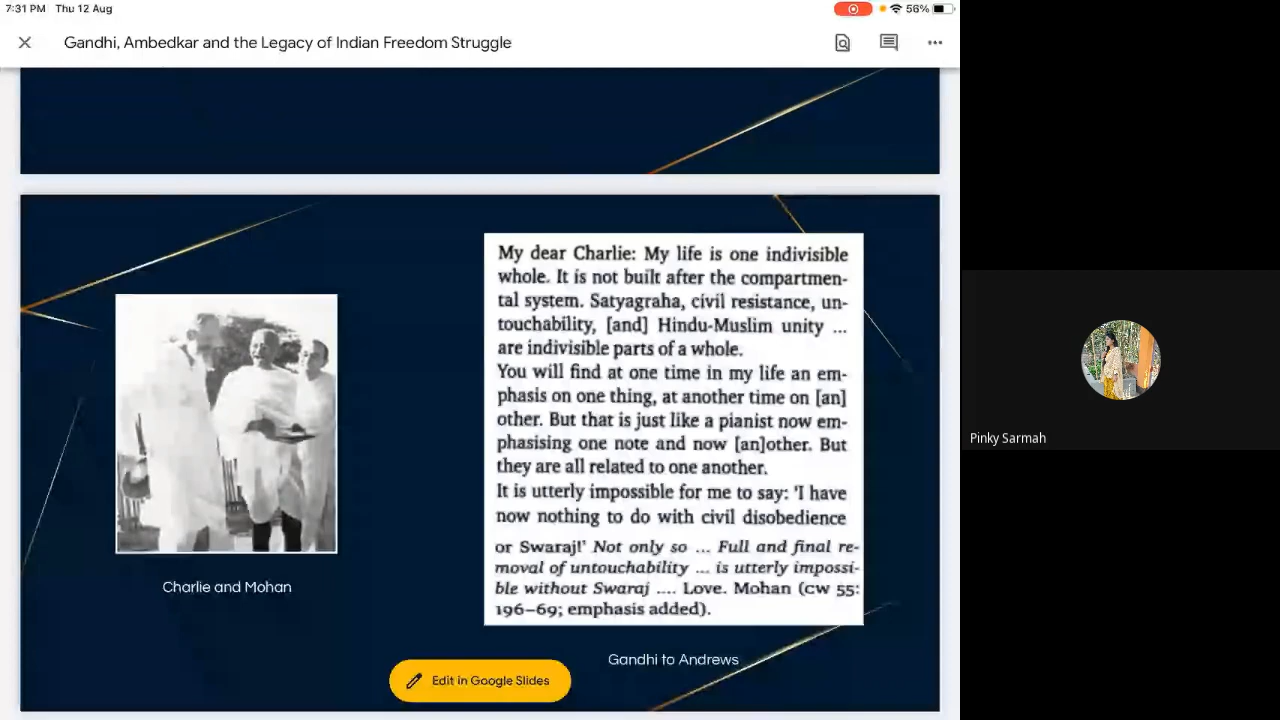 7:31 PM Thu 12 Aug
56%
Gandhi, Ambedkar and the Legacy of Indian Freedom Struggle
My dear Charlie: My life is one indivisible
whole. It is not built after the compartmen-
tal system. Satyagraha, civil resistance, un-
touchability, [and] Hindu-Muslim unity ...
are indivisible parts of a whole.
You will find at one time in my life an em-
phasis on one thing, at another time on [an]
other. But that is just like a pianist now em-
phasising one note and now [an]other. But
they are all related to one another.
It is utterly impossible for me to say: 'I have
now nothing to do with civil disobedience
or Swaraj!' Not only so ... Full and final re-
moval of untouchability ... is utterly impossi-
ble without Swaraj .... Love. Mohan (CW 55:
196–69; emphasis added).
Charlie and Mohan
Gandhi to Andrews
Edit in Google Slides
Pinky Sarmah